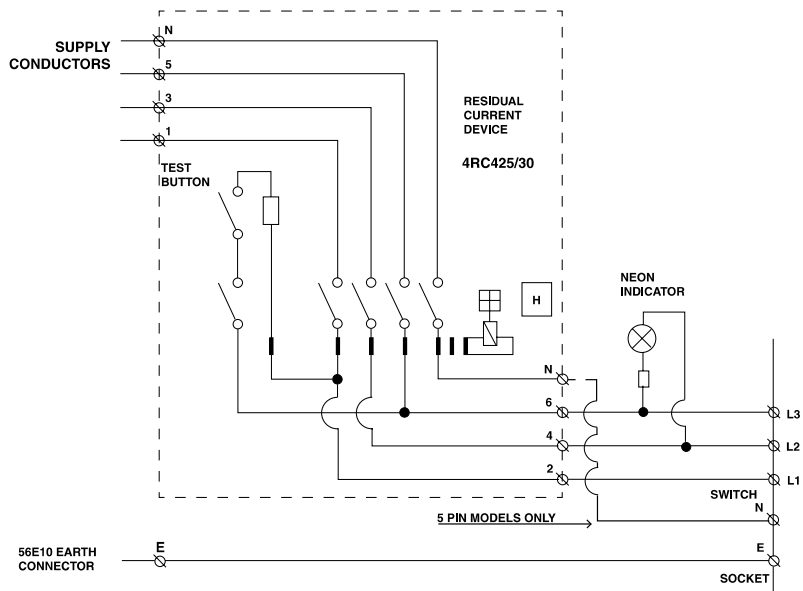 N
SUPPLY
CONDUCTORS
5
3
1
RESIDUAL
CURRENT
DEVICE
4RC425/30
TEST
BUTTON
H
NEON
INDICATOR
N
6
L3
4
L2
2
L1
SWITCH
N
5 PIN MODELS ONLY
56E10 EARTH
CONNECTOR
E
E
SOCKET